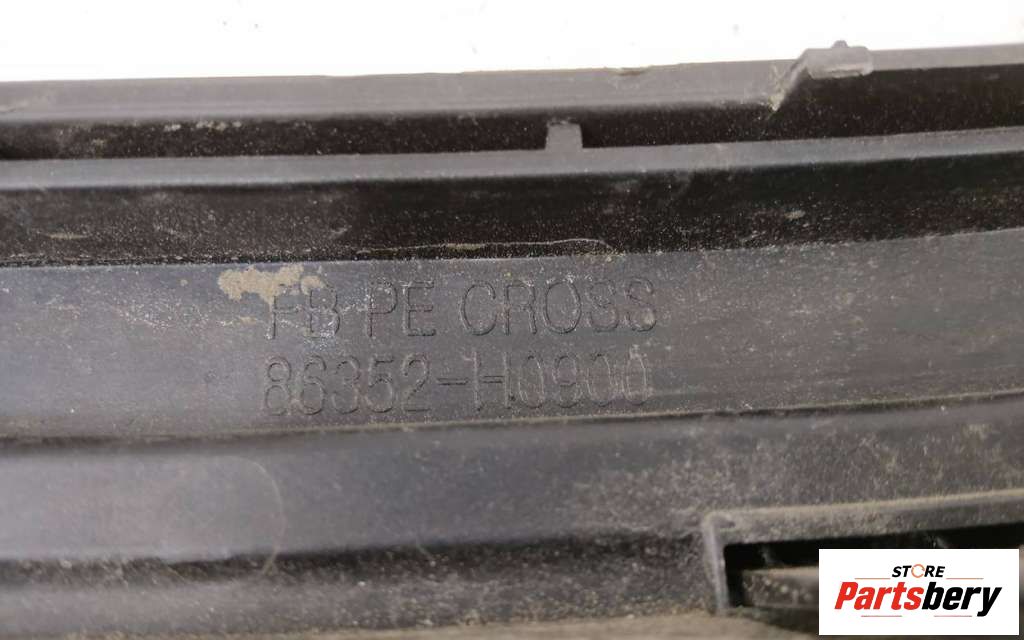 FB PE CROSS
86352-H0900
STORE
Partsbery